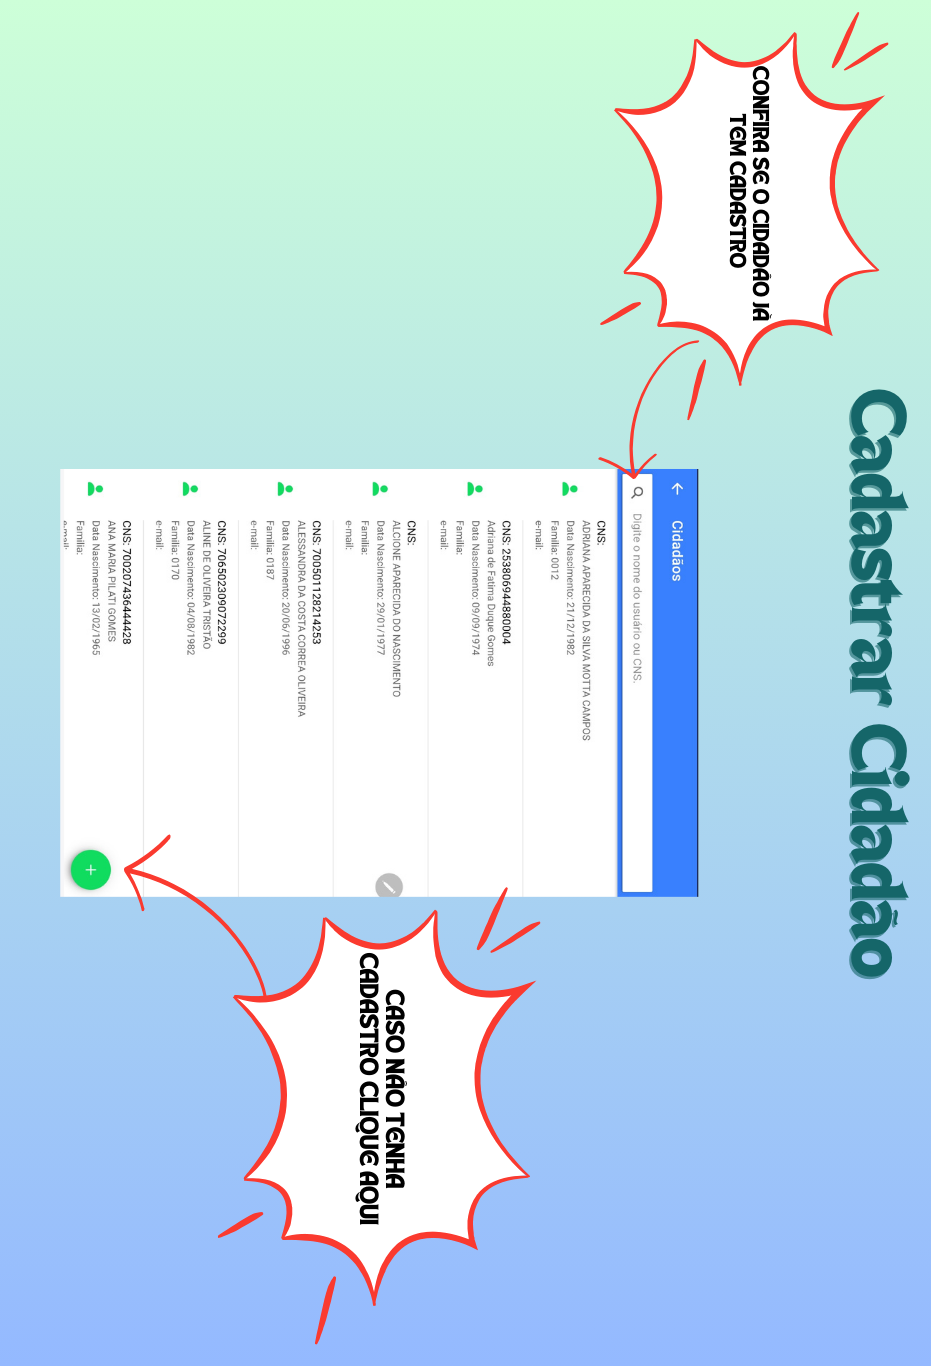 Cadastrar Cidadão
CONFIRA SE O CIDADÃO JÁ
TEM CADASTRO
Cidadãos
Digite o nome do usuário ou CNS.
CNS:
ADRIANA APARECIDA DA SILVA MOTTA CAMPOS
Data Nascimento: 21/12/1982
Família: 0012
e-mail:
CNS: 253806944880004
Adriana de Fatima Duque Gomes
Data Nascimento: 09/09/1974
Família:
e-mail:
CNS:
ALCIONE APARECIDA DO NASCIMENTO
Data Nascimento: 29/01/1977
Família:
e-mail:
CNS: 700501128214253
ALESSANDRA DA COSTA CORREA OLIVEIRA
Data Nascimento: 20/06/1996
Família: 0187
e-mail:
CNS: 706502309072299
ALINE DE OLIVEIRA TRISTÃO
Data Nascimento: 04/08/1982
Família: 0170
e-mail:
CNS: 700207436444428
ANA MARIA PILATI GOMES
Data Nascimento: 13/02/1965
Família:
e-mail:
CASO NÃO TENHA
CADASTRO CLIQUE AQUI